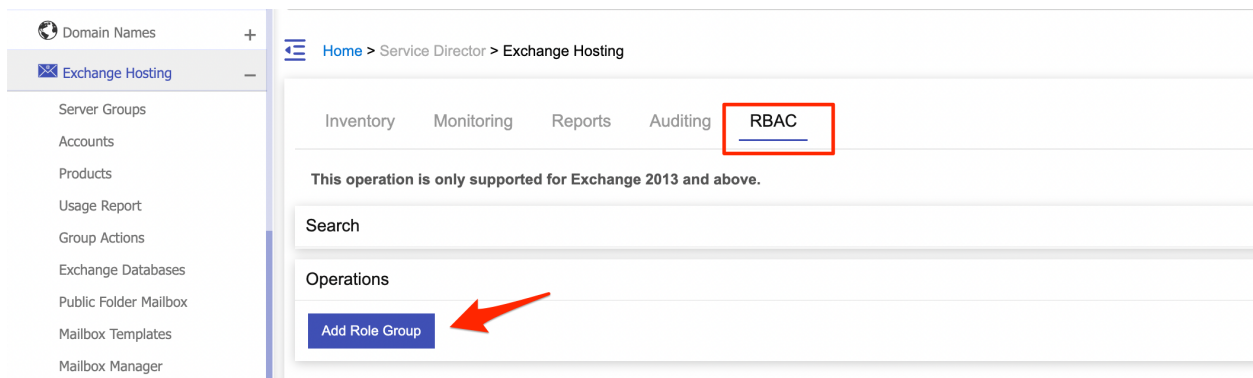 Domain Names +
Exchange Hosting –
Server Groups
Accounts
Products
Usage Report
Group Actions
Exchange Databases
Public Folder Mailbox
Mailbox Templates
Mailbox Manager
Home > Service Director > Exchange Hosting
Inventory Monitoring Reports Auditing RBAC
This operation is only supported for Exchange 2013 and above.
Search
Operations
Add Role Group